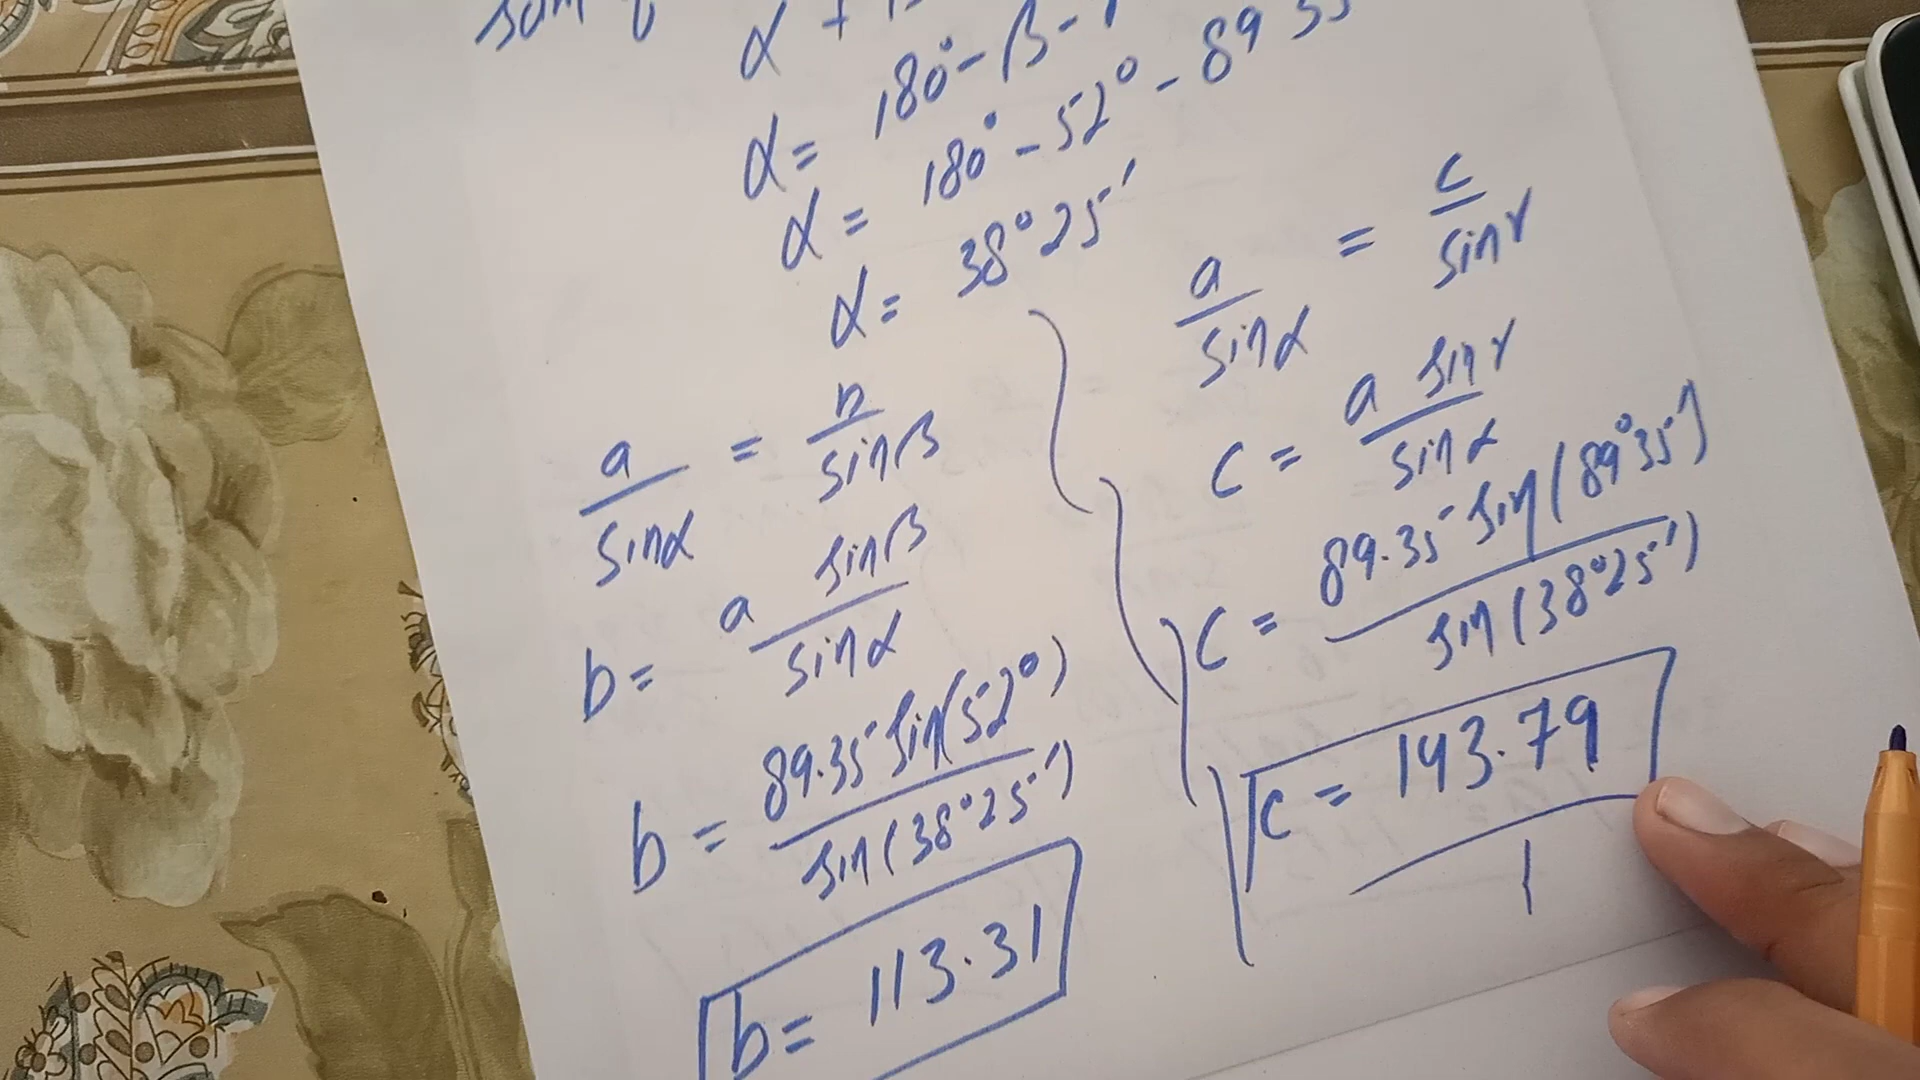 α +
α = 180° - β -
α = 180° - 52° - 89 35
α = 38°25'
a/sinα = b/sinβ
b = a sinβ/sinα
b = 89.35 sin(52°)/sin(38°25')
b = 113.31
a/sinα = c/sinγ
c = a sinγ/sinα
c = 89.35 sin(89°35')/sin(38°25')
c = 143.79